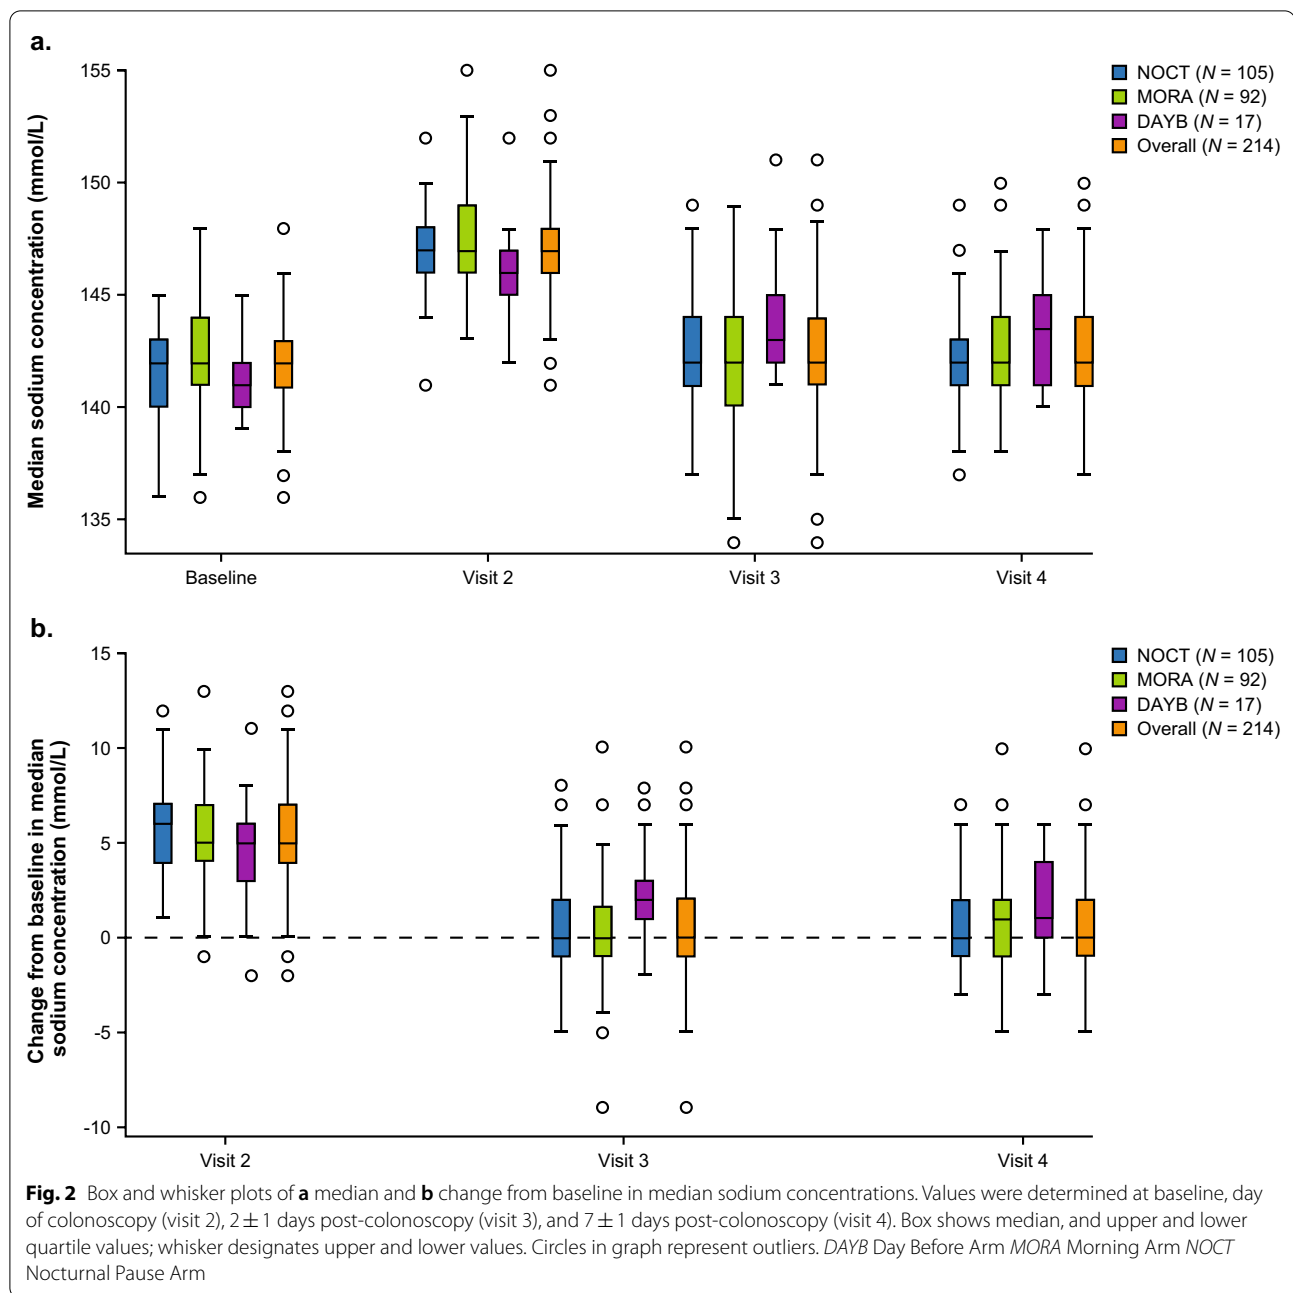 a.
Median sodium concentration (mmol/L)
155
150
145
140
135
Baseline
Visit 2
Visit 3
Visit 4
NOCT (N = 105)
MORA (N = 92)
DAYB (N = 17)
Overall (N = 214)
b.
Change from baseline in median
sodium concentration (mmol/L)
15
10
5
0
-5
-10
Visit 2
Visit 3
Visit 4
NOCT (N = 105)
MORA (N = 92)
DAYB (N = 17)
Overall (N = 214)
Fig. 2 Box and whisker plots of a median and b change from baseline in median sodium concentrations. Values were determined at baseline, day
of colonoscopy (visit 2), 2 ± 1 days post-colonoscopy (visit 3), and 7 ± 1 days post-colonoscopy (visit 4). Box shows median, and upper and lower
quartile values; whisker designates upper and lower values. Circles in graph represent outliers. DAYB Day Before Arm MORA Morning Arm NOCT
Nocturnal Pause Arm